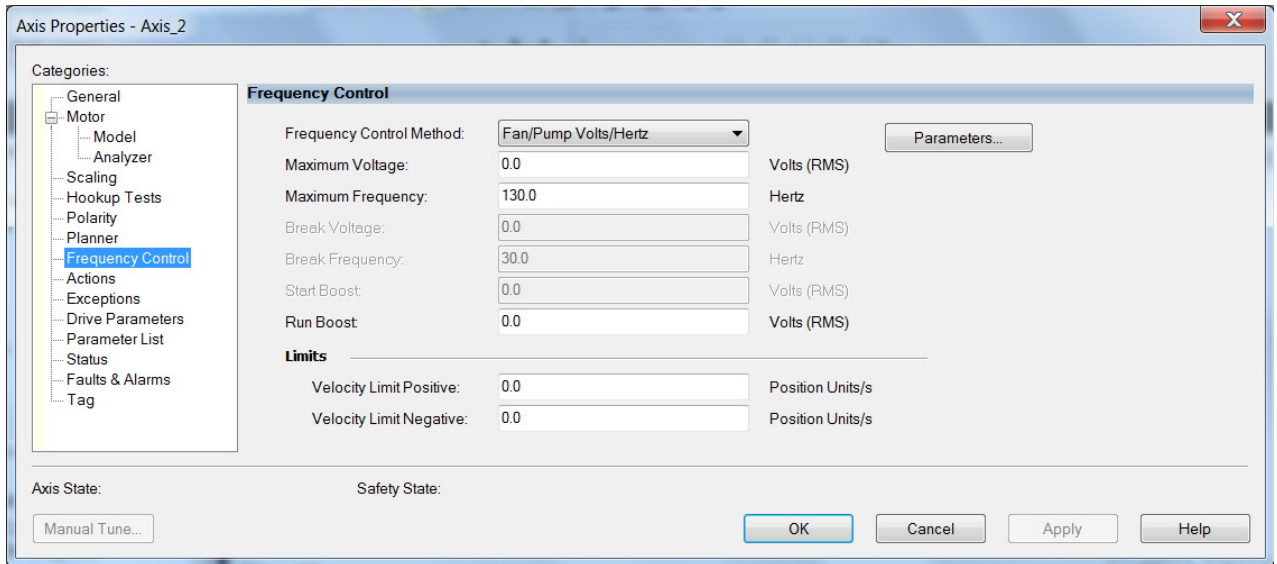 Axis Properties - Axis_2
X
Categories:
General
Motor
Model
Analyzer
Scaling
Hookup Tests
Polarity
Planner
Frequency Control
Actions
Exceptions
Drive Parameters
Parameter List
Status
Faults & Alarms
Tag
Frequency Control
Frequency Control Method: Fan/Pump Volts/Hertz Parameters...
Maximum Voltage: 0.0 Volts (RMS)
Maximum Frequency: 130.0 Hertz
Break Voltage: 0.0 Volts (RMS)
Break Frequency: 30.0 Hertz
Start Boost: 0.0 Volts (RMS)
Run Boost: 0.0 Volts (RMS)
Limits
Velocity Limit Positive: 0.0 Position Units/s
Velocity Limit Negative: 0.0 Position Units/s
Axis State: Safety State:
Manual Tune... OK Cancel Apply Help